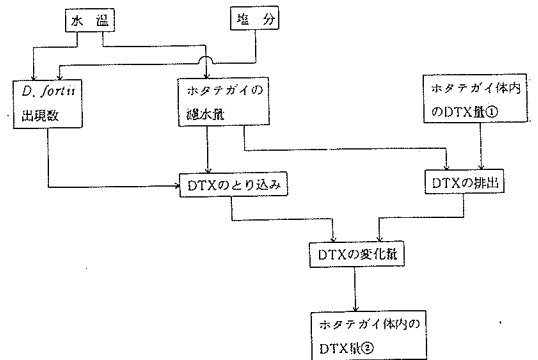 水 温
塩 分
D. fortii
出現数
ホタテガイの
濾水量
ホタテガイ体内
のDTX量①
DTXのとり込み
DTXの排出
DTXの変化量
ホタテガイ体内の
DTX量②